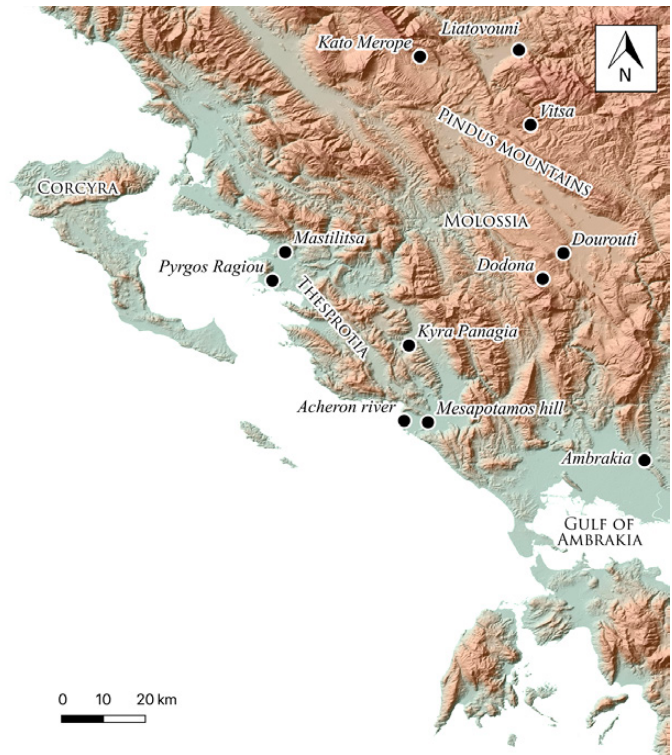 Liatovouni
Kato Merope
N
Vitsa
PINDUS MOUNTAINS
CORCYRA
MOLOSSIA
Mastilitsa
Dourouti
Pyrgos Ragiou
Dodona
THESPROTIA
Kyra Panagia
Acheron river
Mesapotamos hill
Ambrakia
GULF OF
AMBRAKIA
0 10 20 km